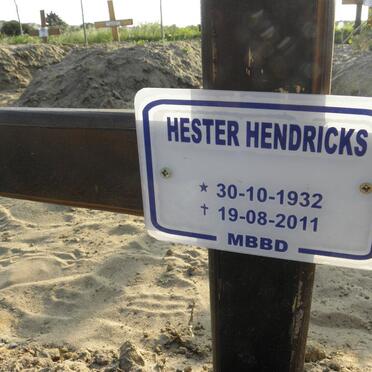 HESTER HENDRICKS
★ 30-10-1932
✝ 19-08-2011
MBBD